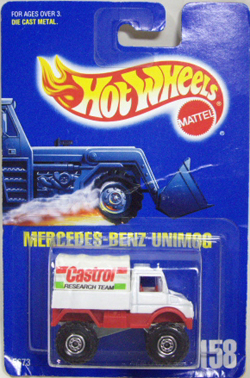 FOR AGES OVER 3.
DIE CAST METAL.
Hot Wheels
MATTEL
MERCEDES-BENZ UNIMOG
Castrol
RESEARCH TEAM
158